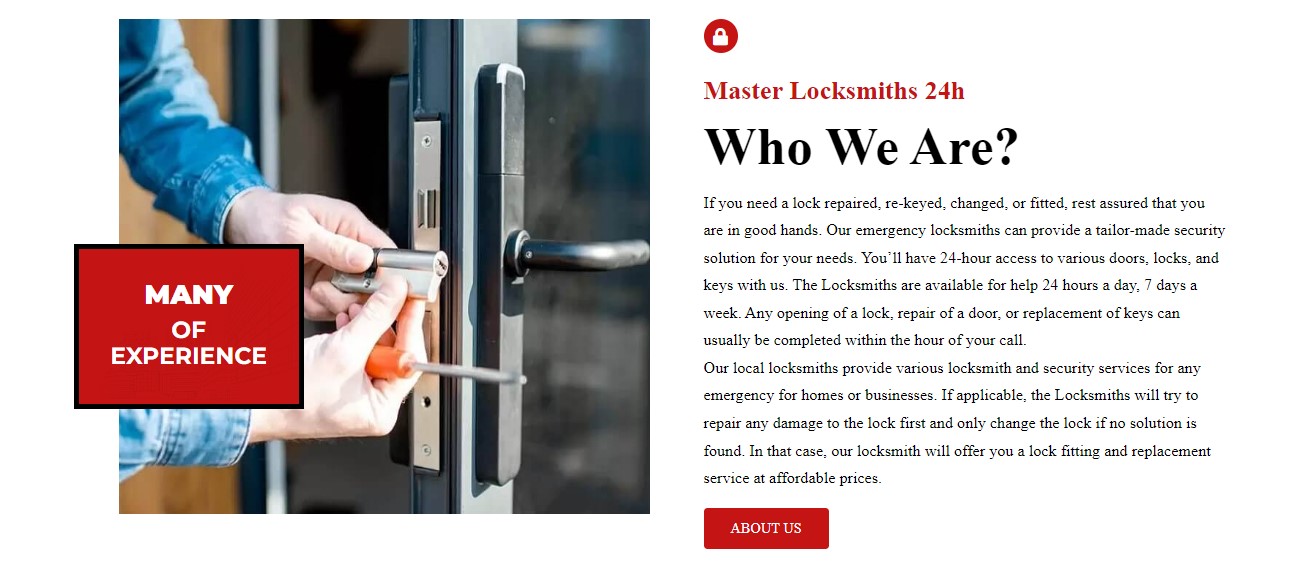 MANY
OF
EXPERIENCE
Master Locksmiths 24h
Who We Are?
If you need a lock repaired, re-keyed, changed, or fitted, rest assured that you
are in good hands. Our emergency locksmiths can provide a tailor-made security
solution for your needs. You’ll have 24-hour access to various doors, locks, and
keys with us. The Locksmiths are available for help 24 hours a day, 7 days a
week. Any opening of a lock, repair of a door, or replacement of keys can
usually be completed within the hour of your call.
Our local locksmiths provide various locksmith and security services for any
emergency for homes or businesses. If applicable, the Locksmiths will try to
repair any damage to the lock first and only change the lock if no solution is
found. In that case, our locksmith will offer you a lock fitting and replacement
service at affordable prices.
ABOUT US